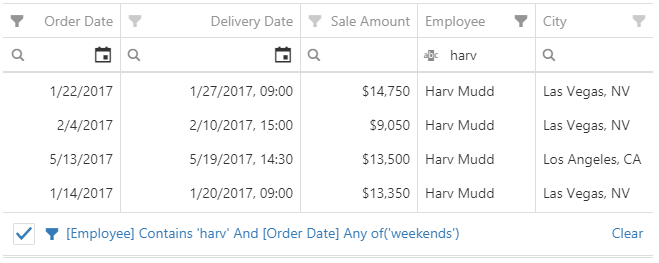 Order Date Delivery Date Sale Amount Employee City
abc harv
1/22/2017 1/27/2017, 09:00 $14,750 Harv Mudd Las Vegas, NV
2/4/2017 2/10/2017, 15:00 $9,050 Harv Mudd Las Vegas, NV
5/13/2017 5/19/2017, 14:30 $13,500 Harv Mudd Los Angeles, CA
1/14/2017 1/20/2017, 09:00 $13,350 Harv Mudd Las Vegas, NV
[Employee] Contains 'harv' And [Order Date] Any of('weekends') Clear